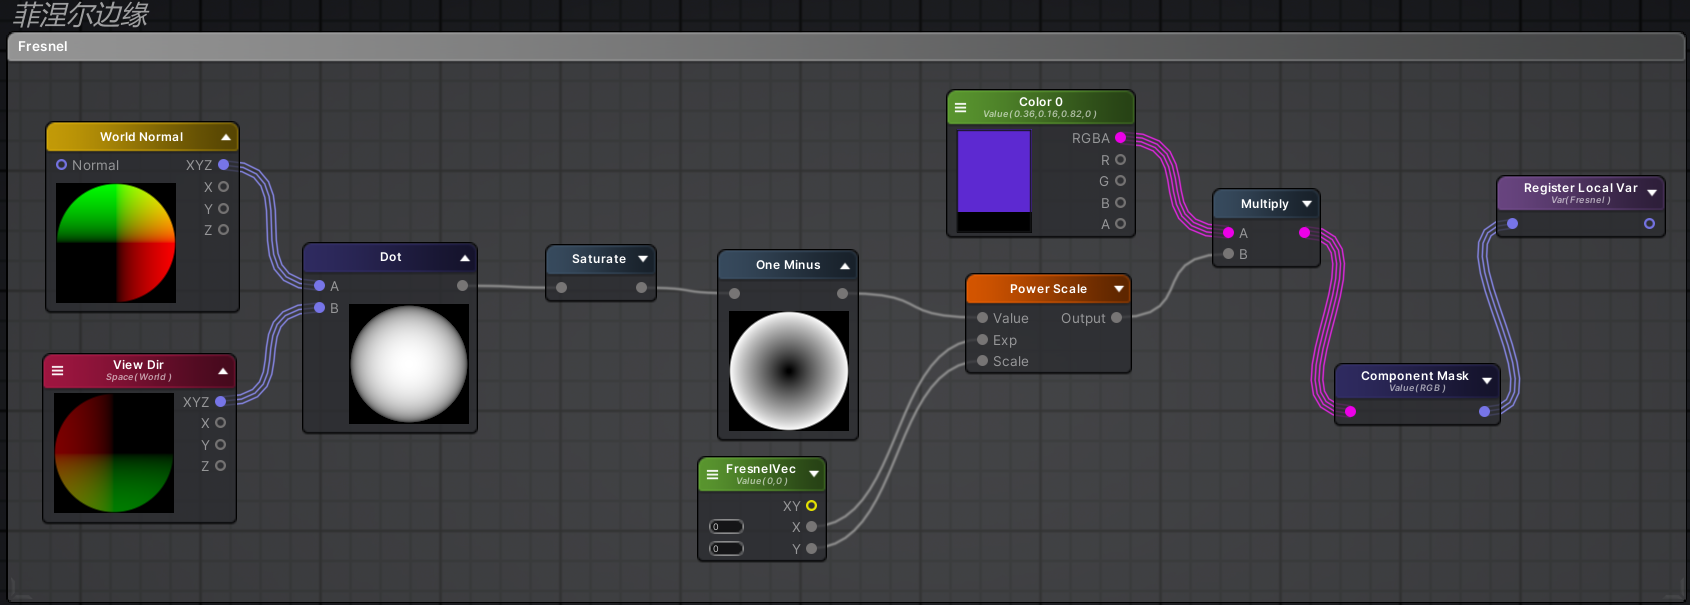 菲涅尔边缘
Fresnel
World Normal
Normal XYZ
X
Y
Z
View Dir
Space( World )
XYZ
X
Y
Z
Dot
A
B
Saturate
One Minus
FresnelVec
Value( 0,0 )
XY
0 X
0 Y
Color 0
Value( 0.36,0.16,0.82,0 )
RGBA
R
G
B
A
Power Scale
Value Output
Exp
Scale
Multiply
A
B
Component Mask
Value( RGB )
Register Local Var
Var( Fresnel )